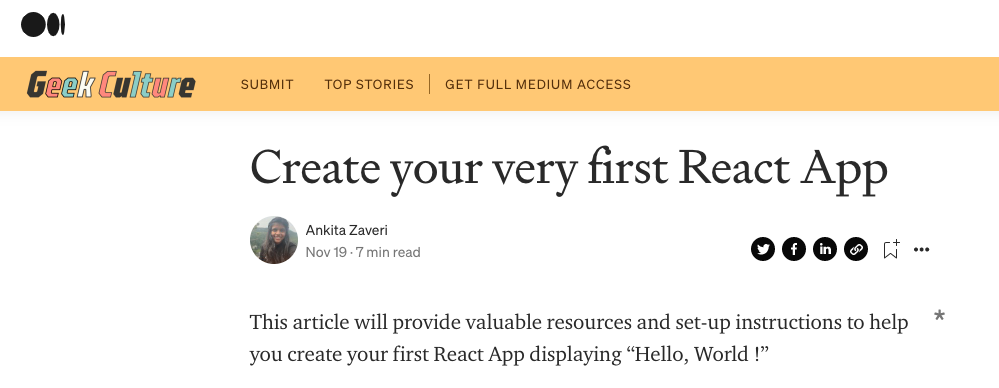 Geek Culture
SUBMIT
TOP STORIES
GET FULL MEDIUM ACCESS
Create your very first React App
Ankita Zaveri
Nov 19 · 7 min read
This article will provide valuable resources and set-up instructions to help
*
you create your first React App displaying “Hello, World !”